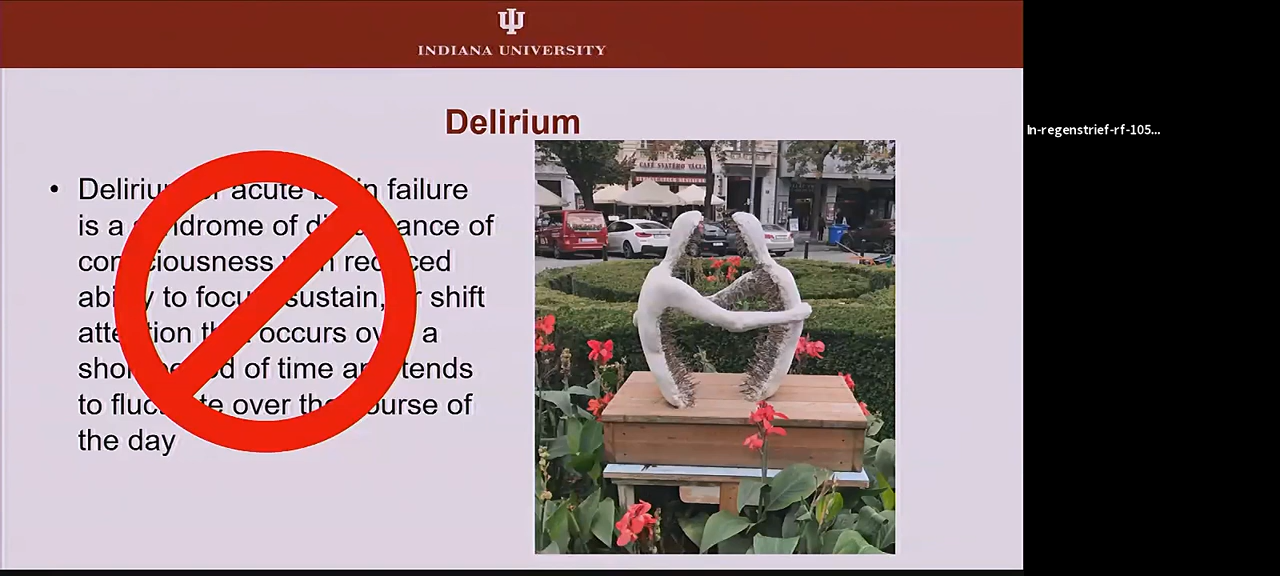 INDIANA UNIVERSITY
Delirium
• Delirium or acute brain failure
is a syndrome of disturbance of
consciousness with reduced
ability to focus, sustain, or shift
attention that occurs over a
short period of time and tends
to fluctuate over the course of
the day
CAFÉ SVATÉHO
In-regenstrief-rf-105...